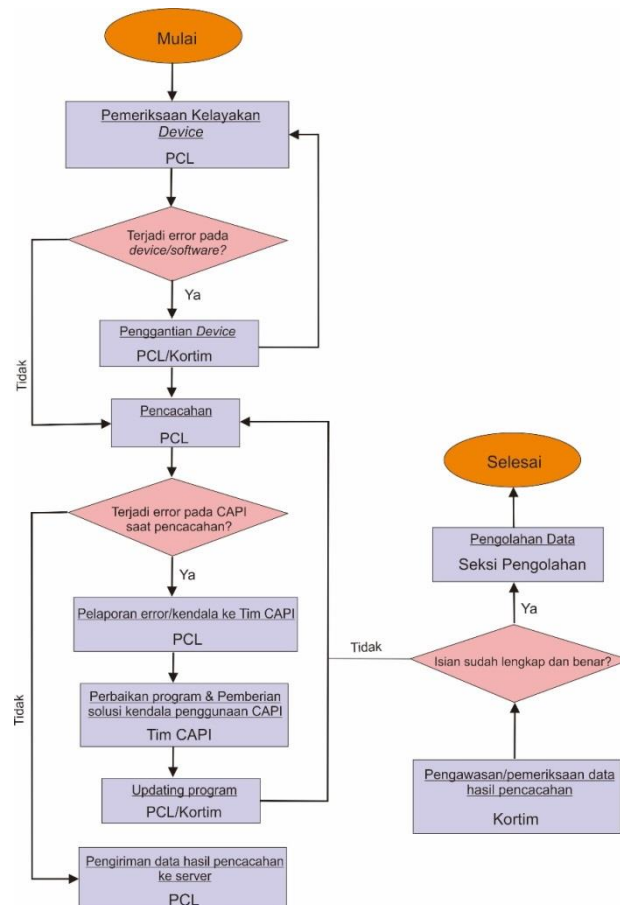 Mulai
Pemeriksaan Kelayakan
Device
PCL
Terjadi error pada
device/software?
Ya
Tidak
Penggantian Device
PCL/Kortim
Pencacahan
PCL
Terjadi error pada CAPI
saat pencacahan?
Ya
Tidak
Pelaporan error/kendala ke Tim CAPI
PCL
Perbaikan program & Pemberian
solusi kendala penggunaan CAPI
Tim CAPI
Updating program
PCL/Kortim
Pengiriman data hasil pencacahan
ke server
PCL
Selesai
Pengolahan Data
Seksi Pengolahan
Ya
Tidak
Isian sudah lengkap dan benar?
Pengawasan/pemeriksaan data
hasil pencacahan
Kortim